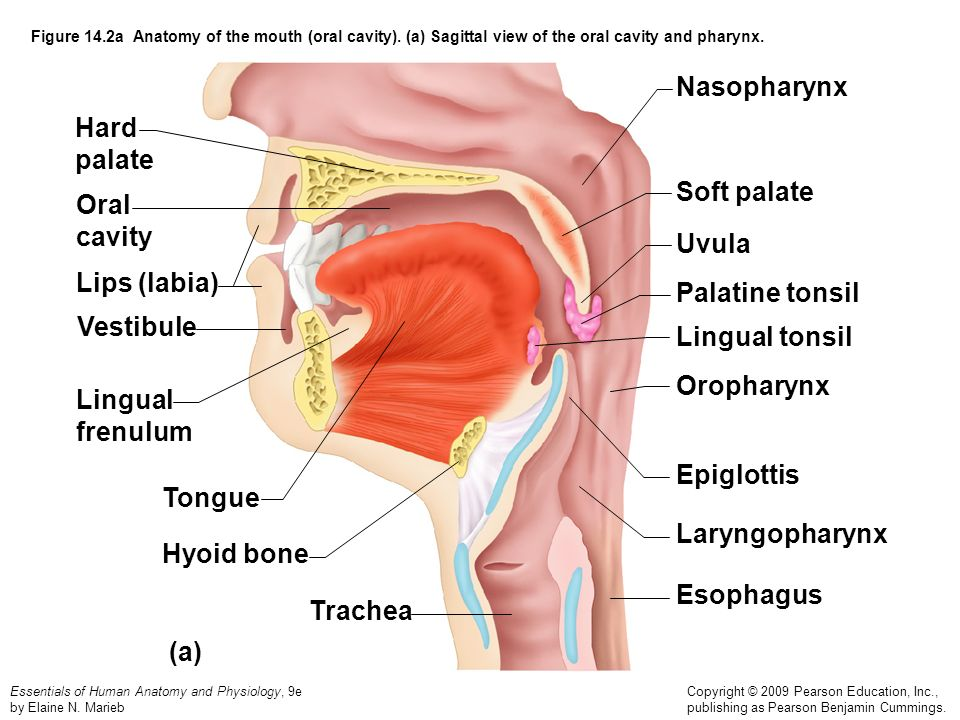 Figure 14.2a  Anatomy of the mouth (oral cavity). (a) Sagittal view of the oral cavity and pharynx.
Hard
palate
Oral
cavity
Lips (labia)
Vestibule
Lingual
frenulum
Tongue
Hyoid bone
Trachea
(a)
Nasopharynx
Soft palate
Uvula
Palatine tonsil
Lingual tonsil
Oropharynx
Epiglottis
Laryngopharynx
Esophagus
Essentials of Human Anatomy and Physiology, 9e
by Elaine N. Marieb
Copyright © 2009 Pearson Education, Inc.,
publishing as Pearson Benjamin Cummings.